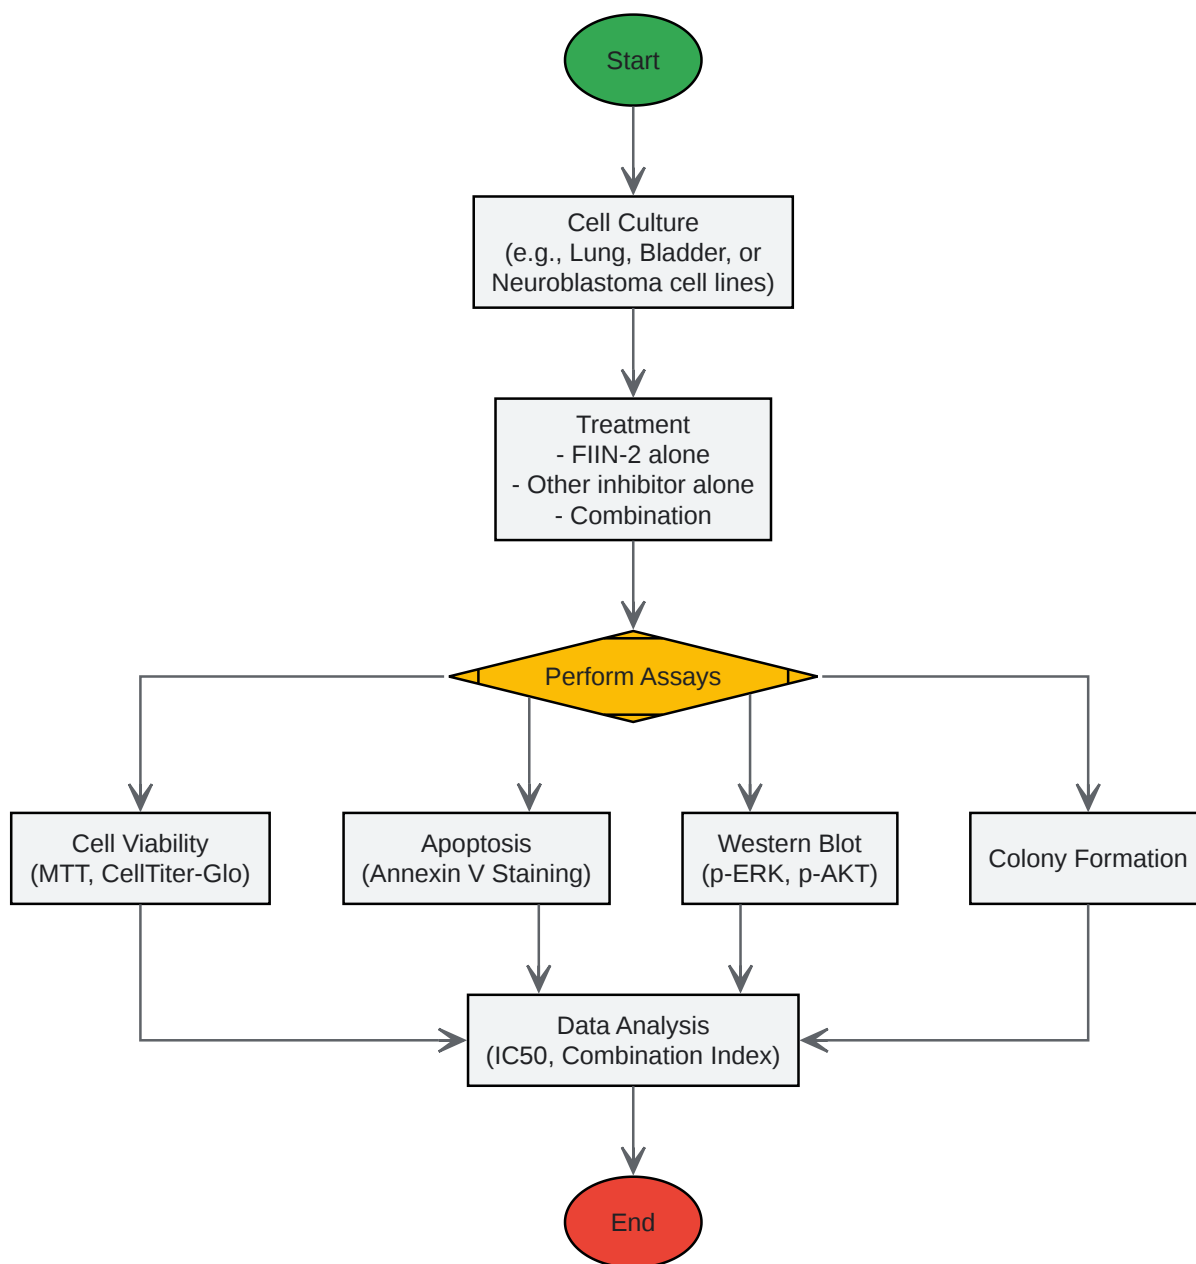 Start
Cell Culture
(e.g., Lung, Bladder, or
Neuroblastoma cell lines)
Treatment
- FIIN-2 alone
- Other inhibitor alone
- Combination
Perform Assays
Cell Viability
(MTT, CellTiter-Glo)
Apoptosis
(Annexin V Staining)
Western Blot
(p-ERK, p-AKT)
Colony Formation
Data Analysis
(IC50, Combination Index)
End